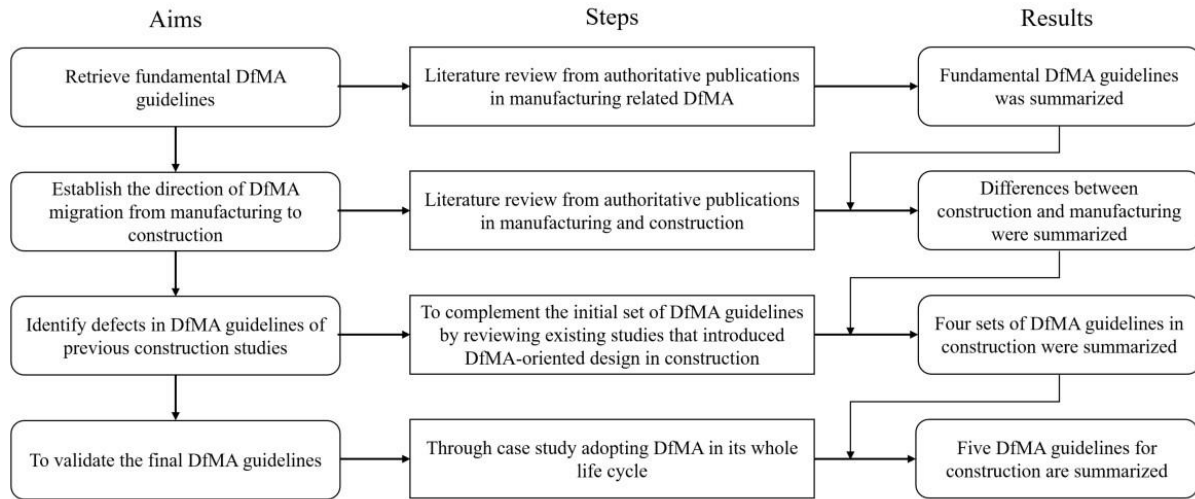 Aims
Steps
Results
Retrieve fundamental DfMA
guidelines
Literature review from authoritative publications
in manufacturing related DfMA
Fundamental DfMA guidelines
was summarized
Establish the direction of DfMA
migration from manufacturing to
construction
Literature review from authoritative publications
in manufacturing and construction
Differences between
construction and manufacturing
were summarized
Identify defects in DfMA guidelines of
previous construction studies
To complement the initial set of DfMA guidelines
by reviewing existing studies that introduced
DfMA-oriented design in construction
Four sets of DfMA guidelines in
construction were summarized
To validate the final DfMA guidelines
Through case study adopting DfMA in its whole
life cycle
Five DfMA guidelines for
construction are summarized